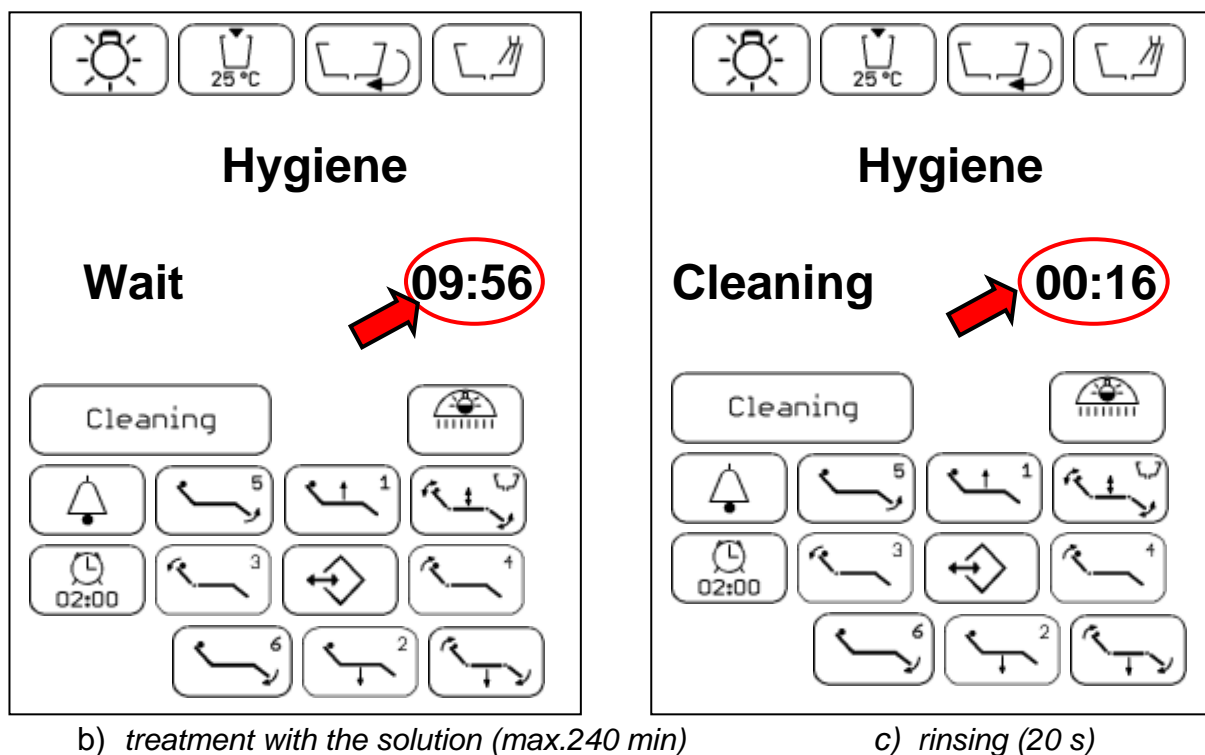 25 °C
Hygiene
Wait 09:56
Cleaning
5 1
02:00 3 4
6 2
b) treatment with the solution (max.240 min)
25 °C
Hygiene
Cleaning 00:16
Cleaning
5 1
02:00 3 4
6 2
c) rinsing (20 s)